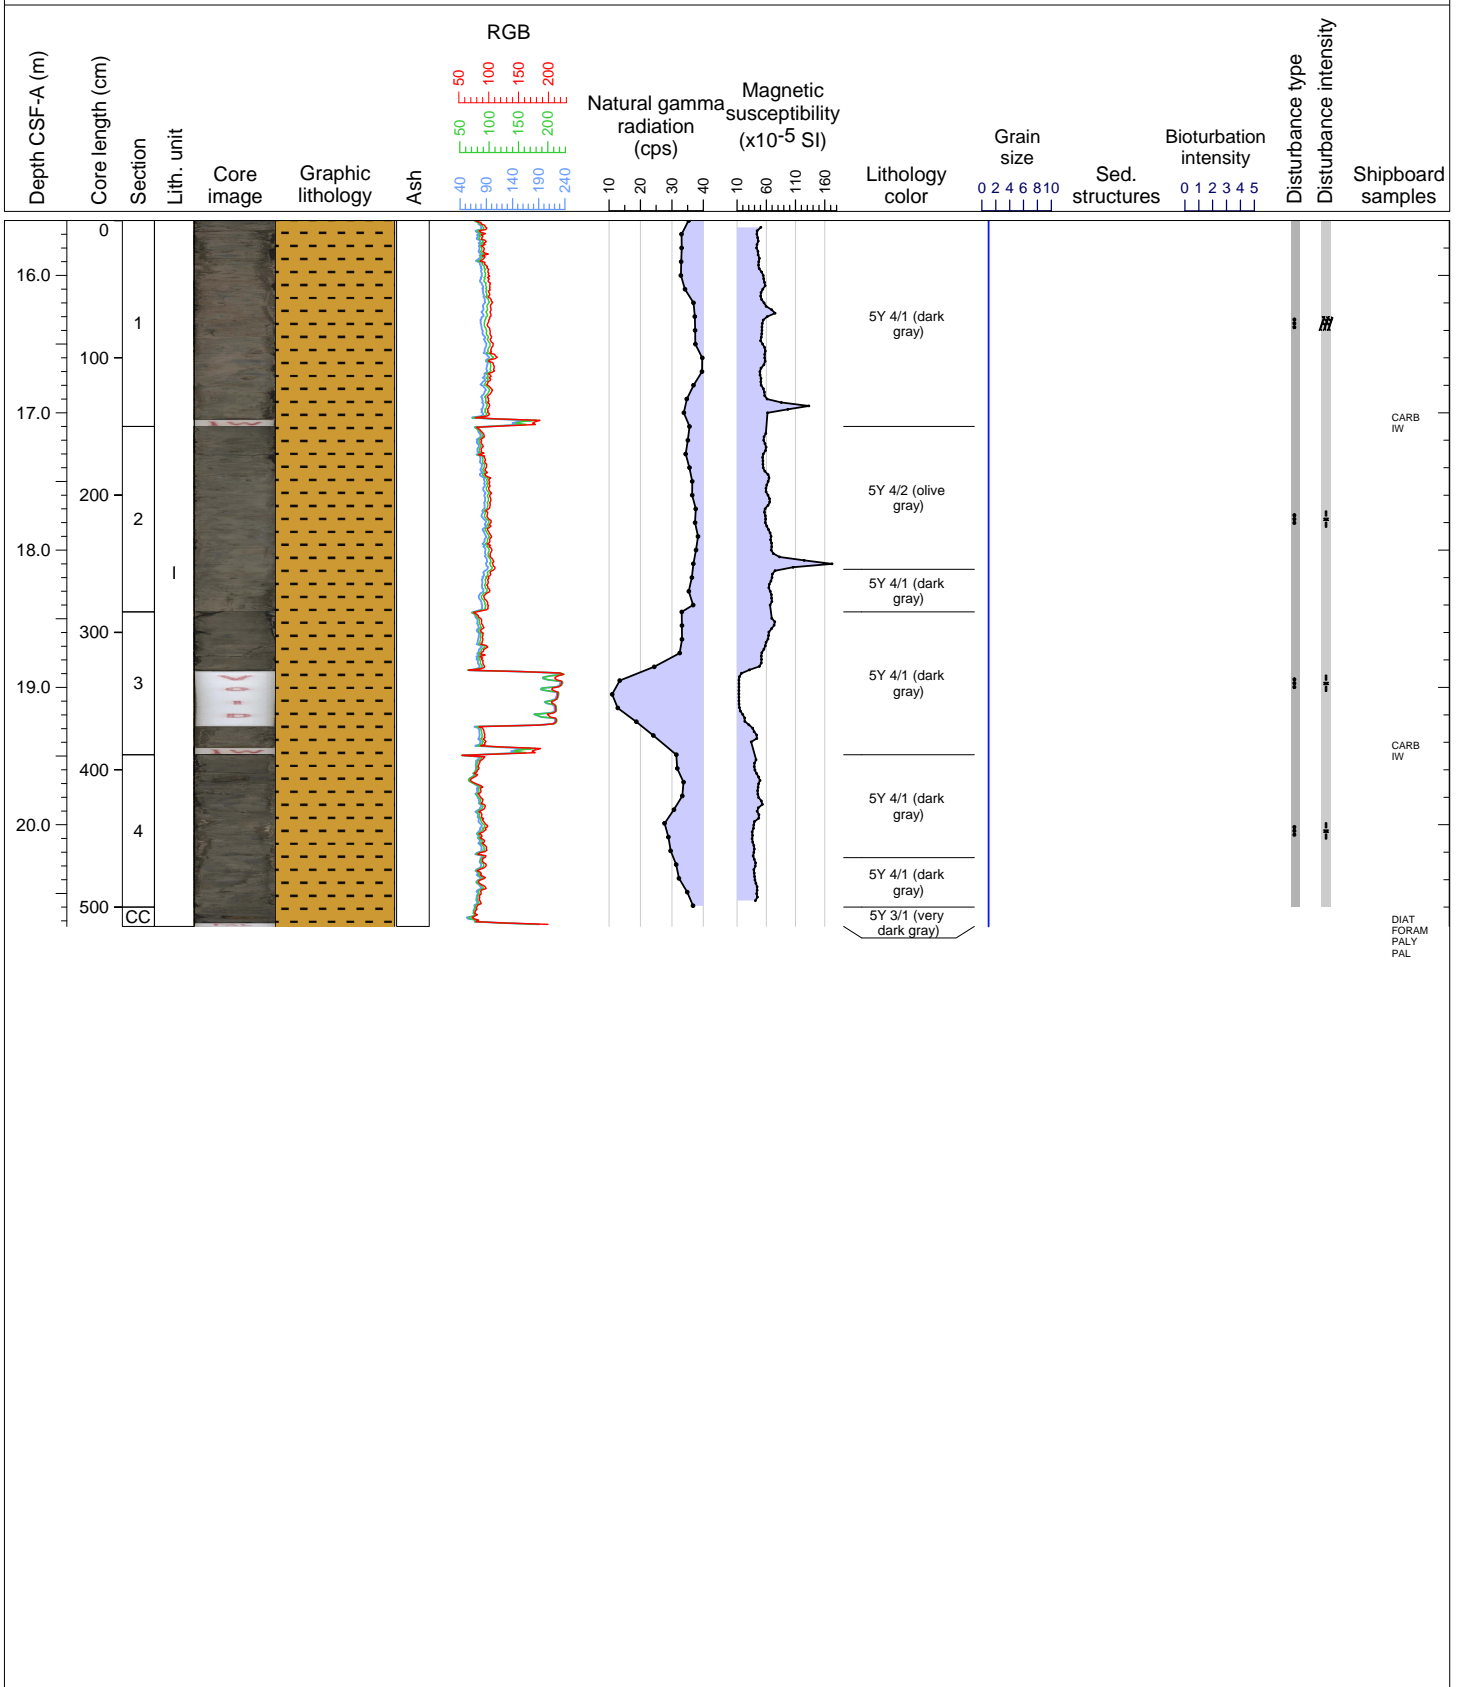 Depth CSF-A (m)
Core length (cm)
Section
Lith. unit
Core
image
Graphic
lithology
Ash
RGB
50 100 150 200
50 100 150 200
40 90 140 190 240
Natural gamma
radiation
(cps)
10 20 30 40
Magnetic
susceptibility
(x10-5 SI)
10 60 110 160
Lithology
color
Grain
size
0 2 4 6 8 10
Sed.
structures
Bioturbation
intensity
0 1 2 3 4 5
Disturbance type
Disturbance intensity
Shipboard
samples
16.0
17.0
18.0
19.0
20.0
0
100
200
300
400
500
1
2
3
4
CC
I
IW
VOID
IW
5Y 4/1 (dark
gray)
5Y 4/2 (olive
gray)
5Y 4/1 (dark
gray)
5Y 4/1 (dark
gray)
5Y 4/1 (dark
gray)
5Y 4/1 (dark
gray)
5Y 3/1 (very
dark gray)
CARB
IW
CARB
IW
DIAT
FORAM
PALY
PAL